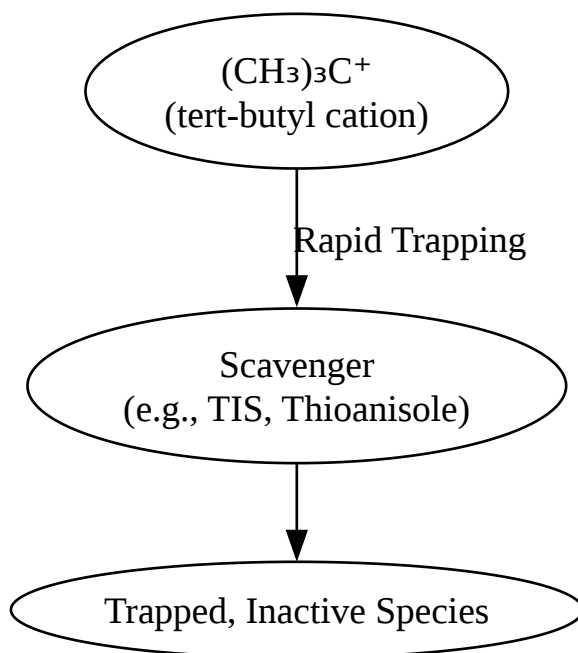 (CH₃)₃C⁺
(tert-butyl cation)
Rapid Trapping
Scavenger
(e.g., TIS, Thioanisole)
Trapped, Inactive Species